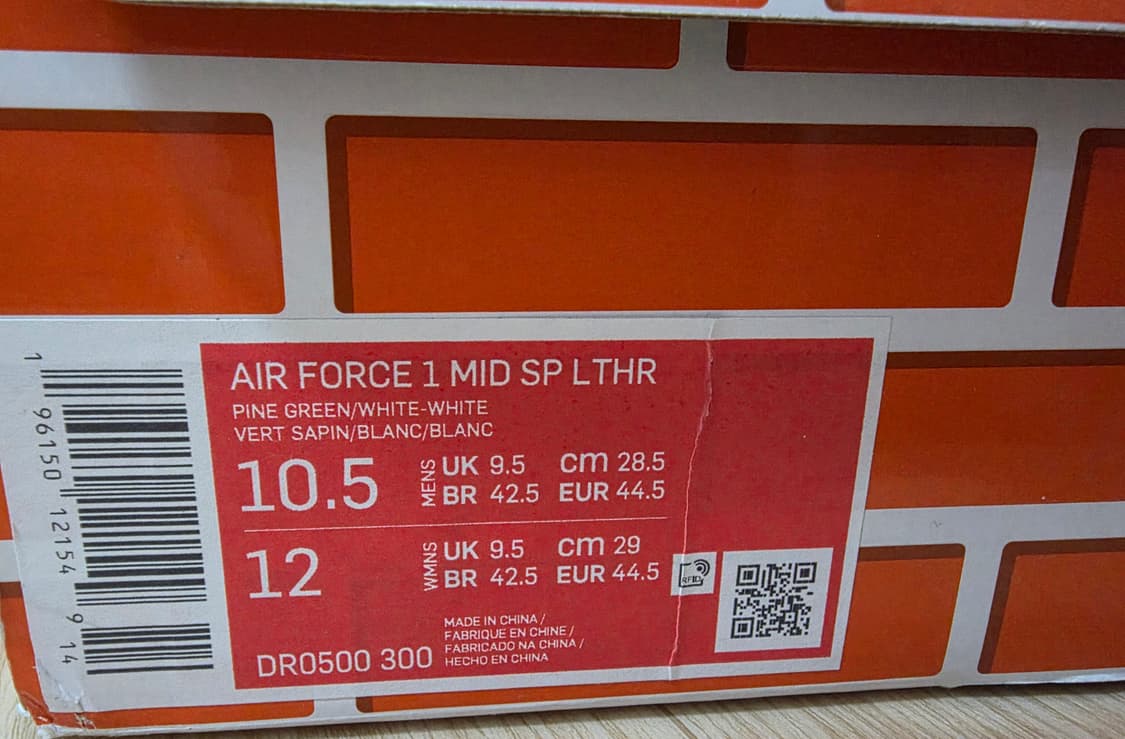 AIR FORCE 1 MID SP LTHR
PINE GREEN/WHITE-WHITE
VERT SAPIN/BLANC/BLANC
10.5
MENS
UK 9.5 cm 28.5
BR 42.5 EUR 44.5
12
WMNS
UK 9.5 cm 29
BR 42.5 EUR 44.5
RFID
DR0500 300
MADE IN CHINA /
FABRIQUE EN CHINE /
FABRICADO NA CHINA /
HECHO EN CHINA
1 96150 12154 9 14